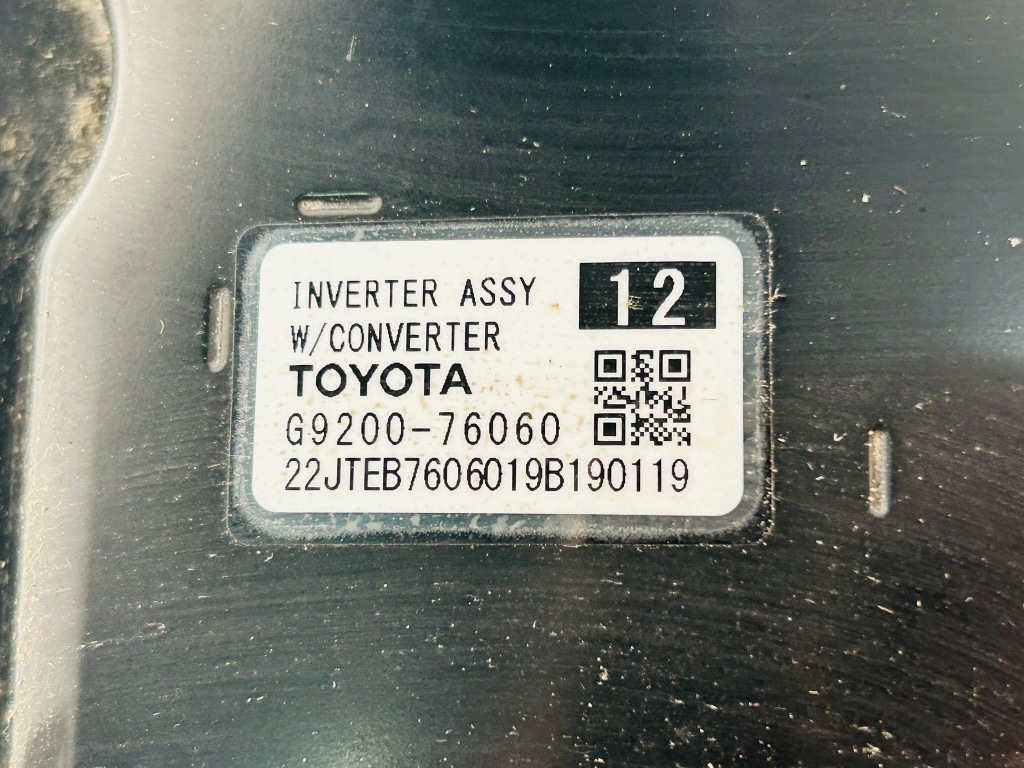 INVERTER ASSY
12
W/CONVERTER
TOYOTA
G9200-76060
22JTEB7606019B190119